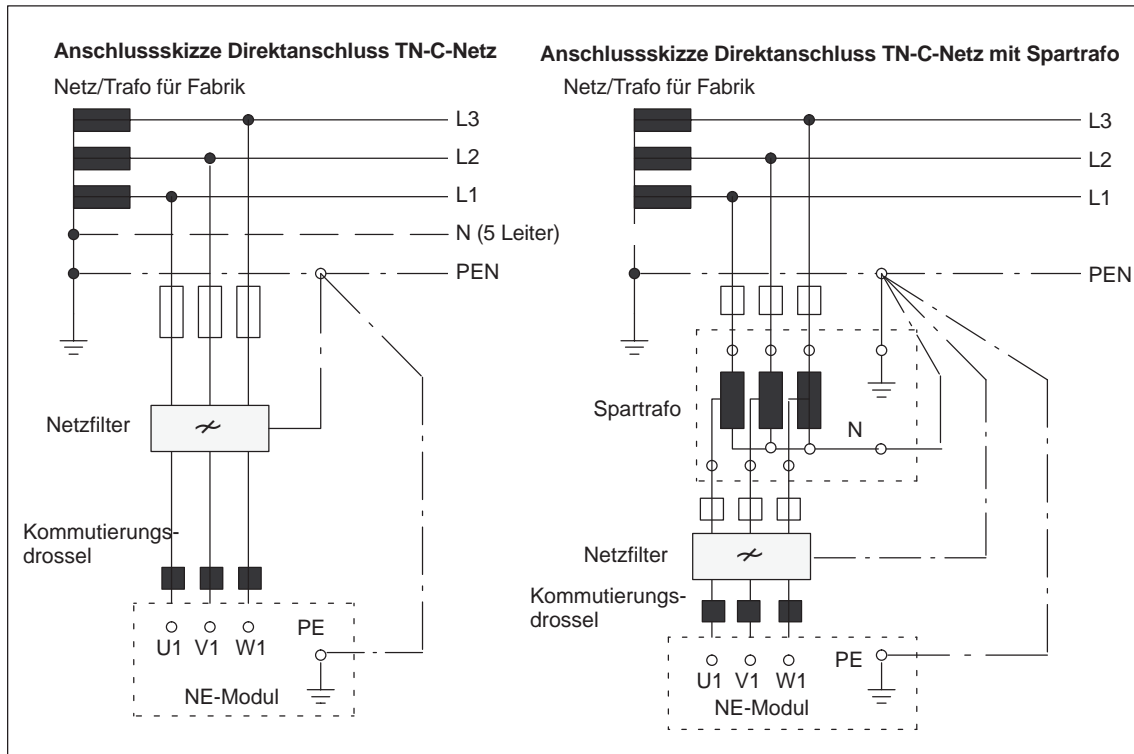 Anschlussskizze Direktanschluss TN-C-Netz
Netz/Trafo für Fabrik
L3
L2
L1
N (5 Leiter)
PEN
Netzfilter
Kommutierungs-
drossel
U1 V1 W1
PE
NE-Modul
Anschlussskizze Direktanschluss TN-C-Netz mit Spartrafo
Netz/Trafo für Fabrik
L3
L2
L1
PEN
Spartrafo
N
Netzfilter
Kommutierungs-
drossel
U1 V1 W1
PE
NE-Modul